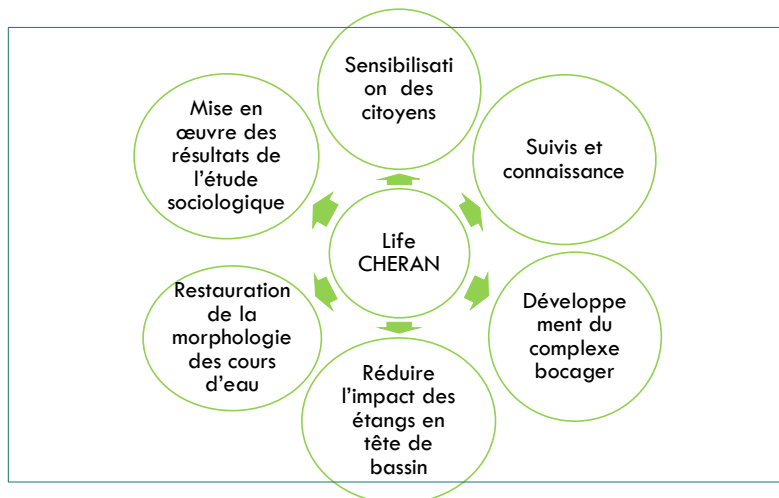 Sensibilisati
on des
citoyens
Suivis et
connaissance
Développe
ment du
complexe
bocager
Réduire
l'impact des
étangs en
tête de
bassin
Restauration
de la
morphologie
des cours
d'eau
Mise en
œuvre des
résultats de
l'étude
sociologique
Life
CHERAN